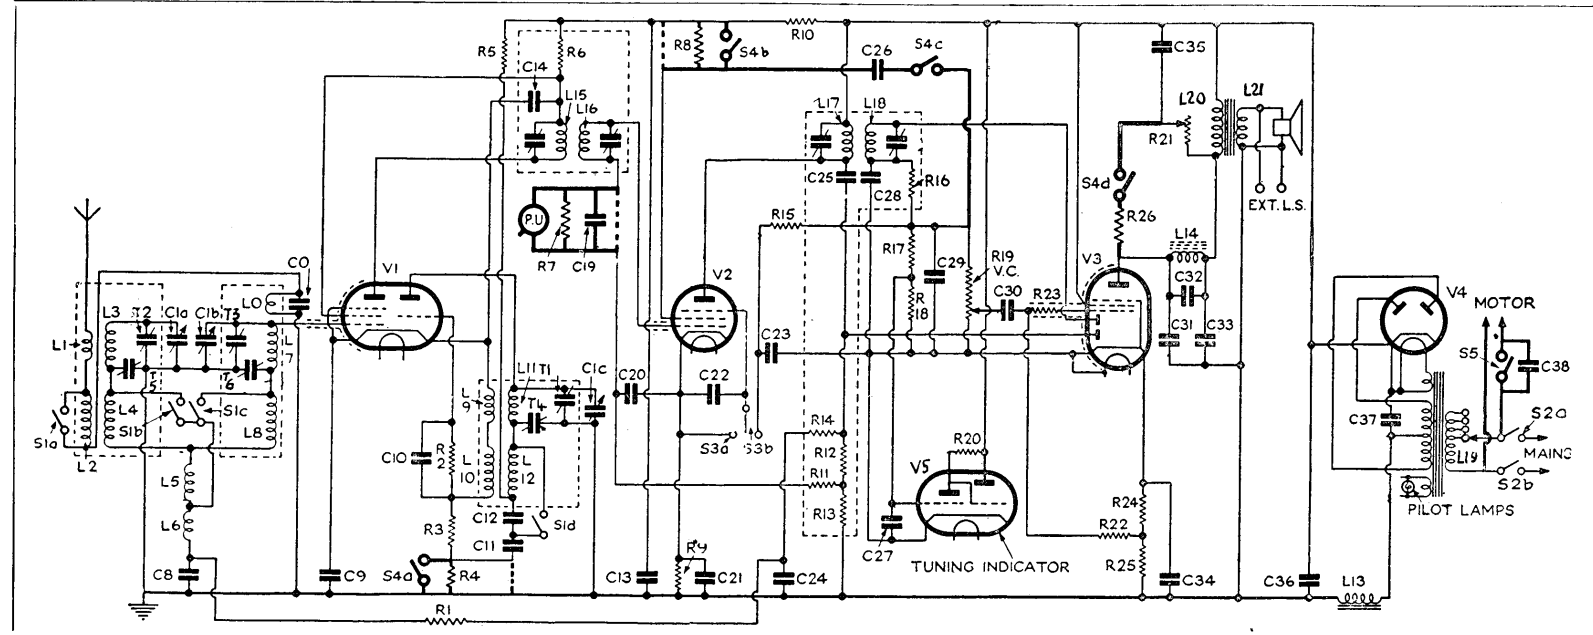 R5
R6
C14
L15
L16
R8
S4b
R10
C26
S4c
C35
L20
L21
R21
L17
L18
C25
C28
R16
S4d
R26
EXT. L.S.
P.U
R7
C19
R15
R17
C29
R19
V.C.
L14
C0
V1
V2
V3
C32
V4
MOTOR
L0
L3
T2
C1a
C1b
T3
L7
C30
R23
R18
C31
C33
S5
C38
L1
T5
T6
C23
L4
S1b
S1c
L8
S1a
L2
L9
L11
T1
C1c
T4
C20
C22
C37
S2a
MAINS
L19
S2b
C10
R2
L10
L12
S3a
S3b
R14
R12
R11
R20
V5
L5
L6
R3
C12
C11
S1d
R13
C27
R24
R22
R25
PILOT LAMPS
TUNING INDICATOR
C8
C9
S4a
R4
C13
R9
C21
C24
C34
C36
L13
R1